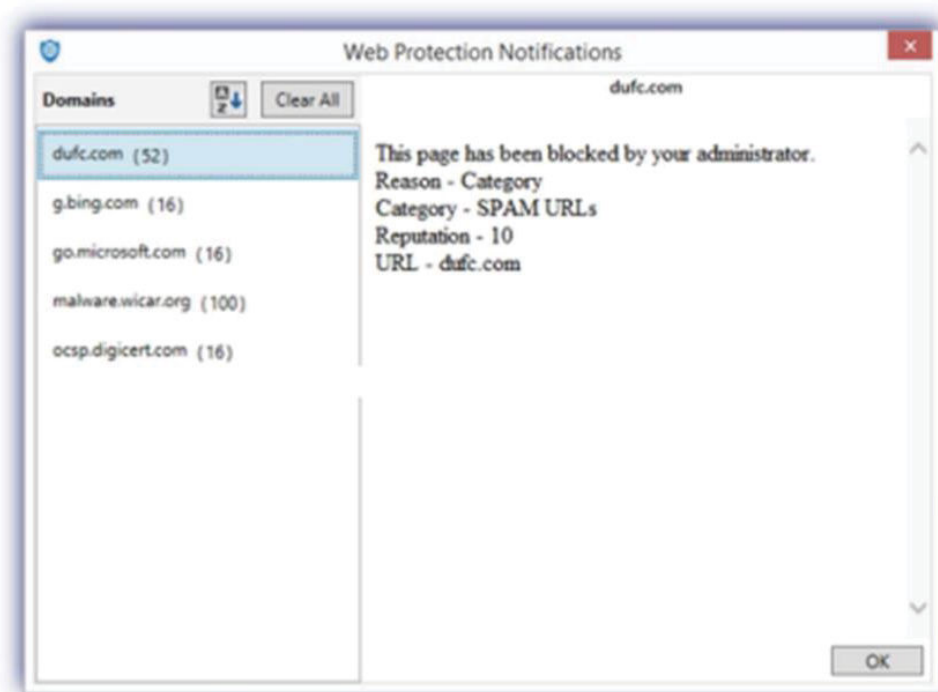 Web Protection Notifications
Domains
A
Z
Clear All
dufc.com
dufc.com (52)
g.bing.com (16)
go.microsoft.com (16)
malware.wicar.org (100)
ocsp.digicert.com (16)
This page has been blocked by your administrator.
Reason - Category
Category - SPAM URLs
Reputation - 10
URL - dufc.com
OK